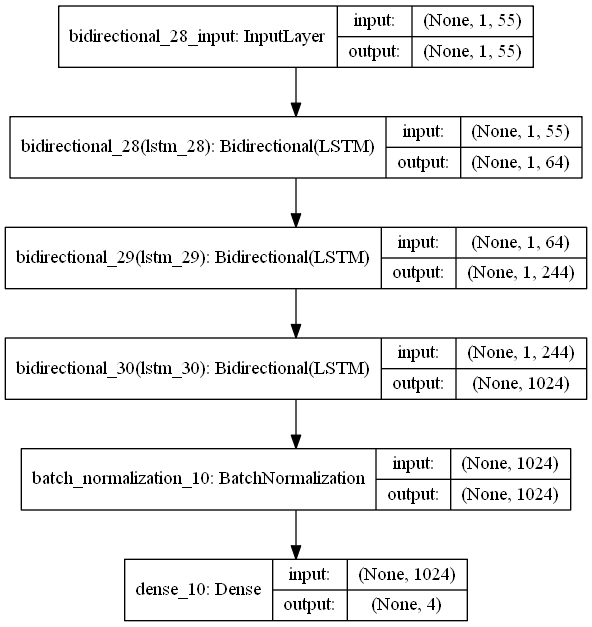 bidirectional_28_input: InputLayer
input: (None, 1, 55)
output: (None, 1, 55)
bidirectional_28(lstm_28): Bidirectional(LSTM)
input: (None, 1, 55)
output: (None, 1, 64)
bidirectional_29(lstm_29): Bidirectional(LSTM)
input: (None, 1, 64)
output: (None, 1, 244)
bidirectional_30(lstm_30): Bidirectional(LSTM)
input: (None, 1, 244)
output: (None, 1024)
batch_normalization_10: BatchNormalization
input: (None, 1024)
output: (None, 1024)
dense_10: Dense
input: (None, 1024)
output: (None, 4)